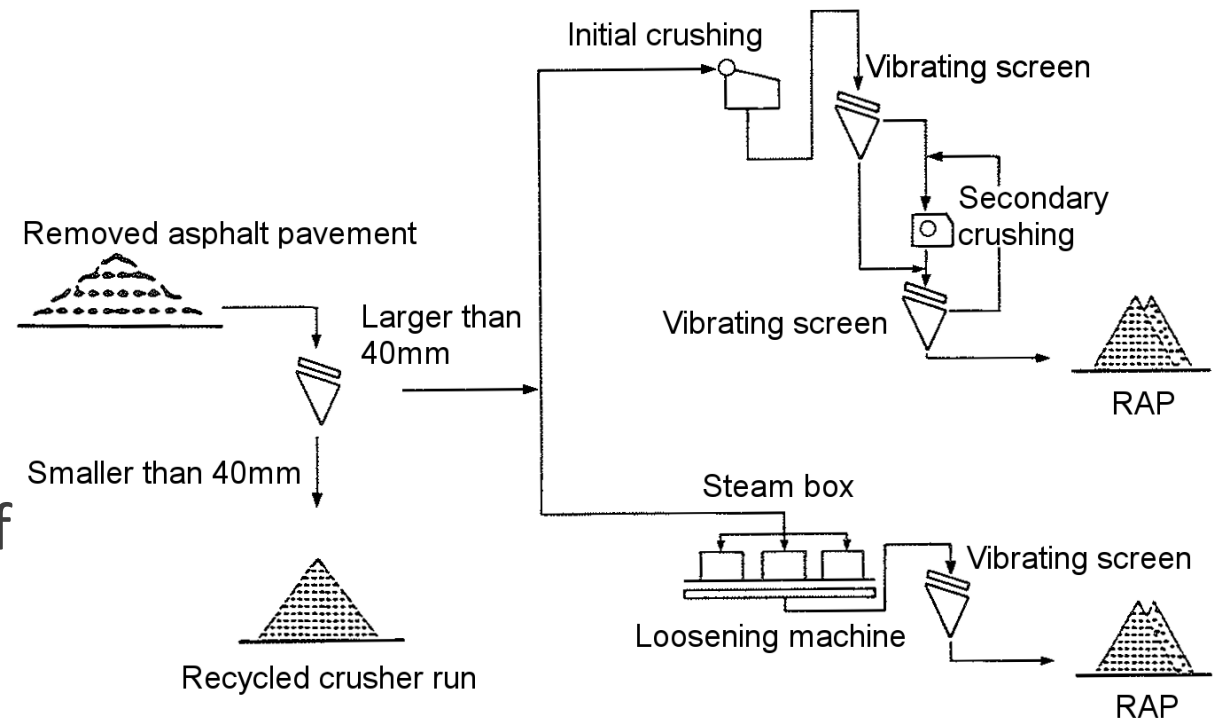 Initial crushing
Vibrating screen
Secondary
crushing
Removed asphalt pavement
Larger than
40mm
Vibrating screen
RAP
Smaller than 40mm
f
Steam box
Vibrating screen
Loosening machine
Recycled crusher run
RAP